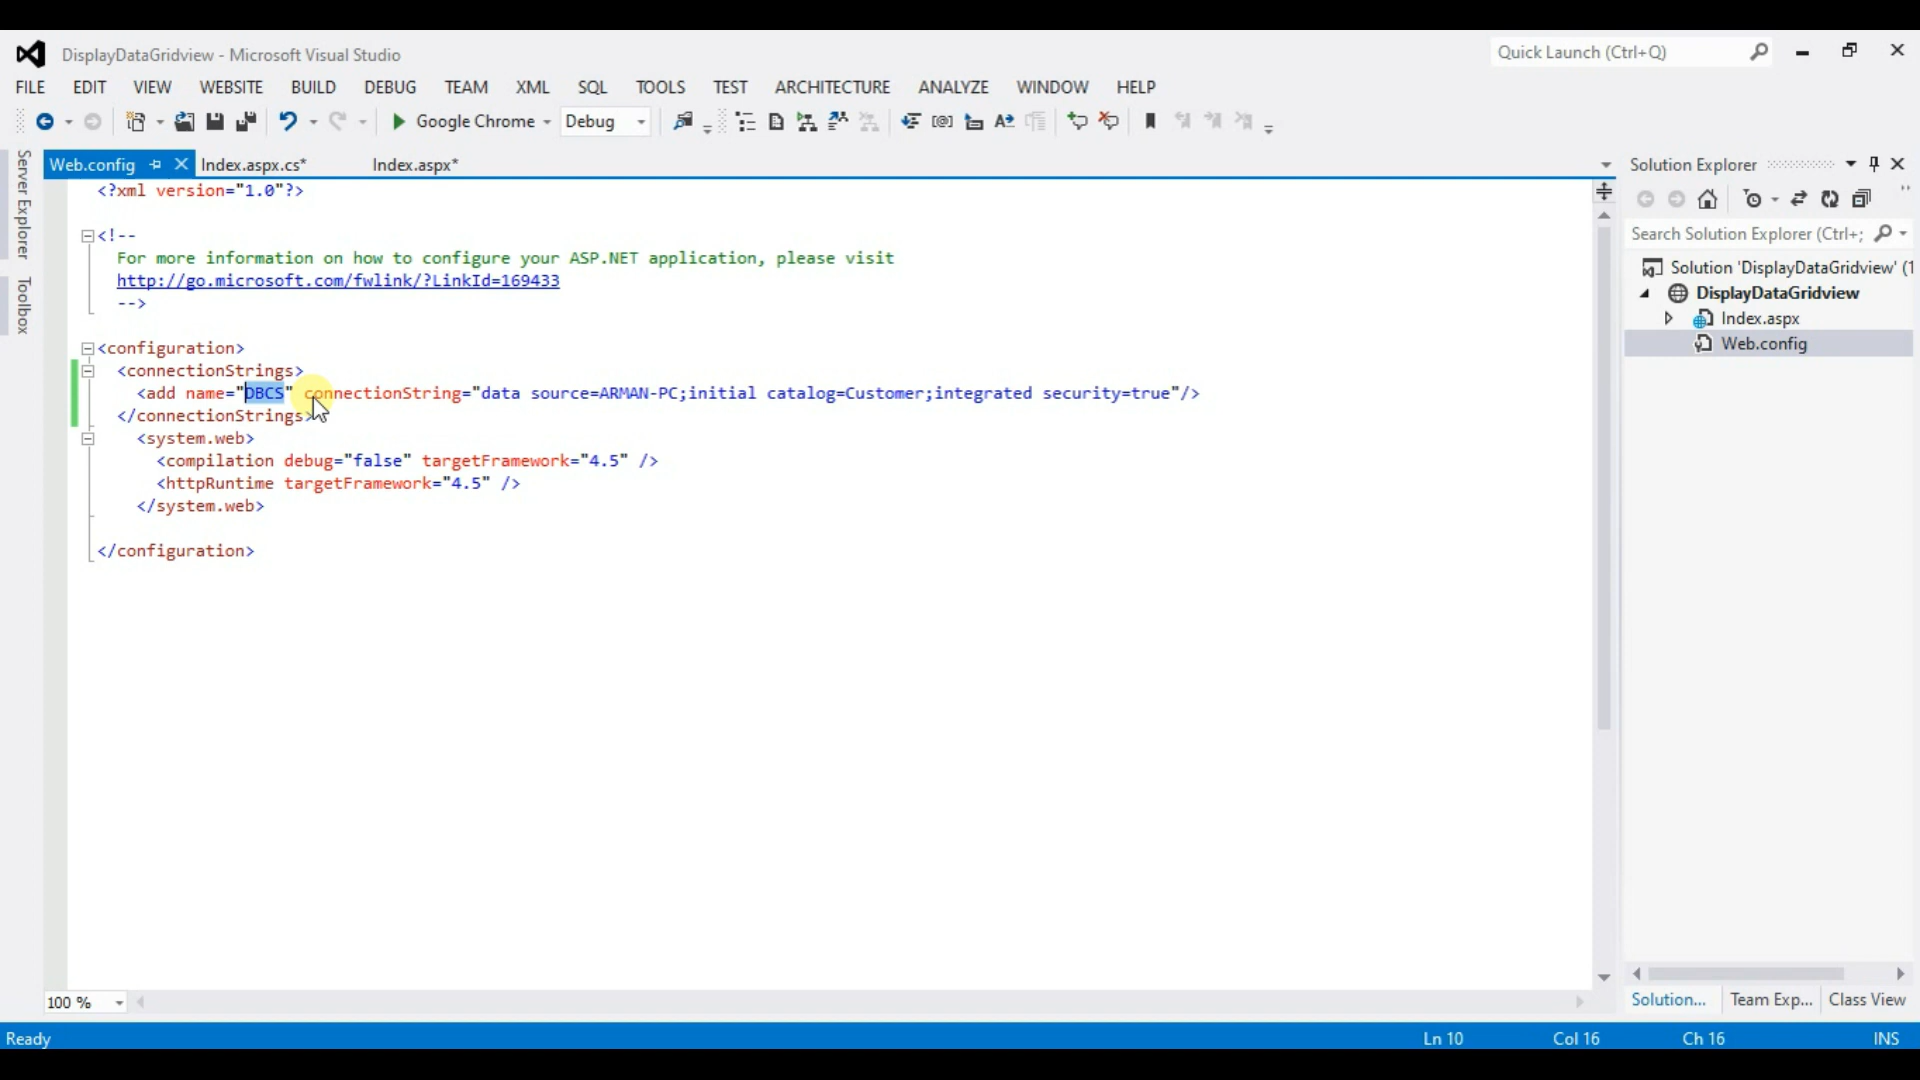 DisplayDataGridview - Microsoft Visual Studio
Quick Launch (Ctrl+Q)
FILE EDIT VIEW WEBSITE BUILD DEBUG TEAM XML SQL TOOLS TEST ARCHITECTURE ANALYZE WINDOW HELP
Google Chrome Debug
Server Explorer
Toolbox
Web.config Index.aspx.cs* Index.aspx*
<?xml version="1.0"?>
<!--
For more information on how to configure your ASP.NET application, please visit
http://go.microsoft.com/fwlink/?LinkId=169433
-->
<configuration>
<connectionStrings>
<add name="DBCS" connectionString="data source=ARMAN-PC;initial catalog=Customer;integrated security=true"/>
</connectionStrings>
<system.web>
<compilation debug="false" targetFramework="4.5" />
<httpRuntime targetFramework="4.5" />
</system.web>
</configuration>
100 %
Solution Explorer
Search Solution Explorer (Ctrl+;
Solution 'DisplayDataGridview' (1
DisplayDataGridview
Index.aspx
Web.config
Solution... Team Exp... Class View
Ready Ln 10 Col 16 Ch 16 INS